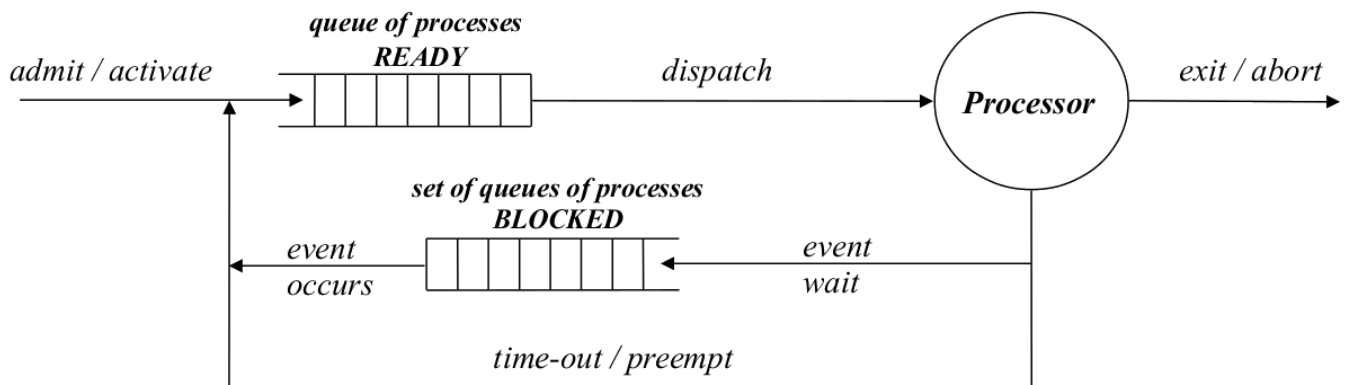 queue of processes
READY
admit / activate
dispatch
exit / abort
Processor
set of queues of processes
BLOCKED
event
occurs
event
wait
time-out / preempt